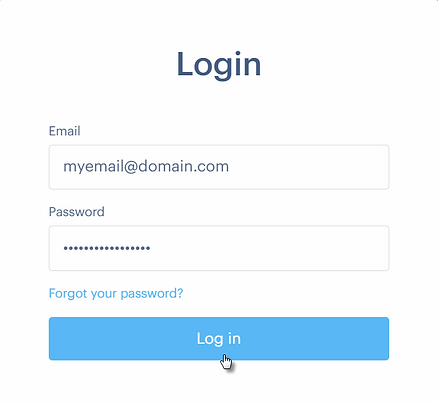 Login
Email
myemail@domain.com
Password
•••••••••••••••••
Forgot your password?
Log in